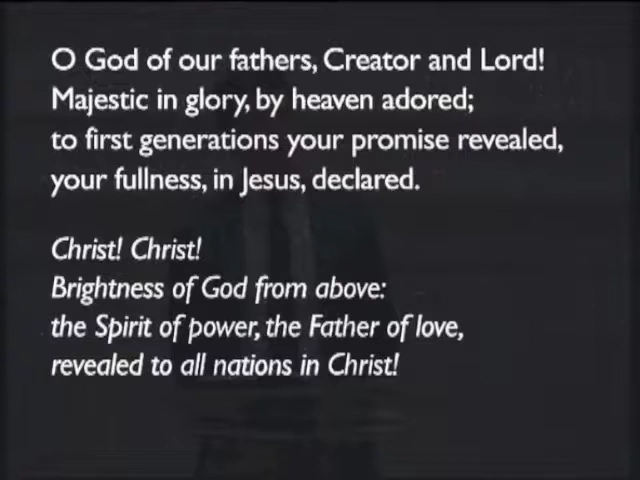 O God of our fathers, Creator and Lord!
Majestic in glory, by heaven adored;
to first generations your promise revealed,
your fullness, in Jesus, declared.
Christ! Christ!
Brightness of God from above:
the Spirit of power, the Father of love,
revealed to all nations in Christ!